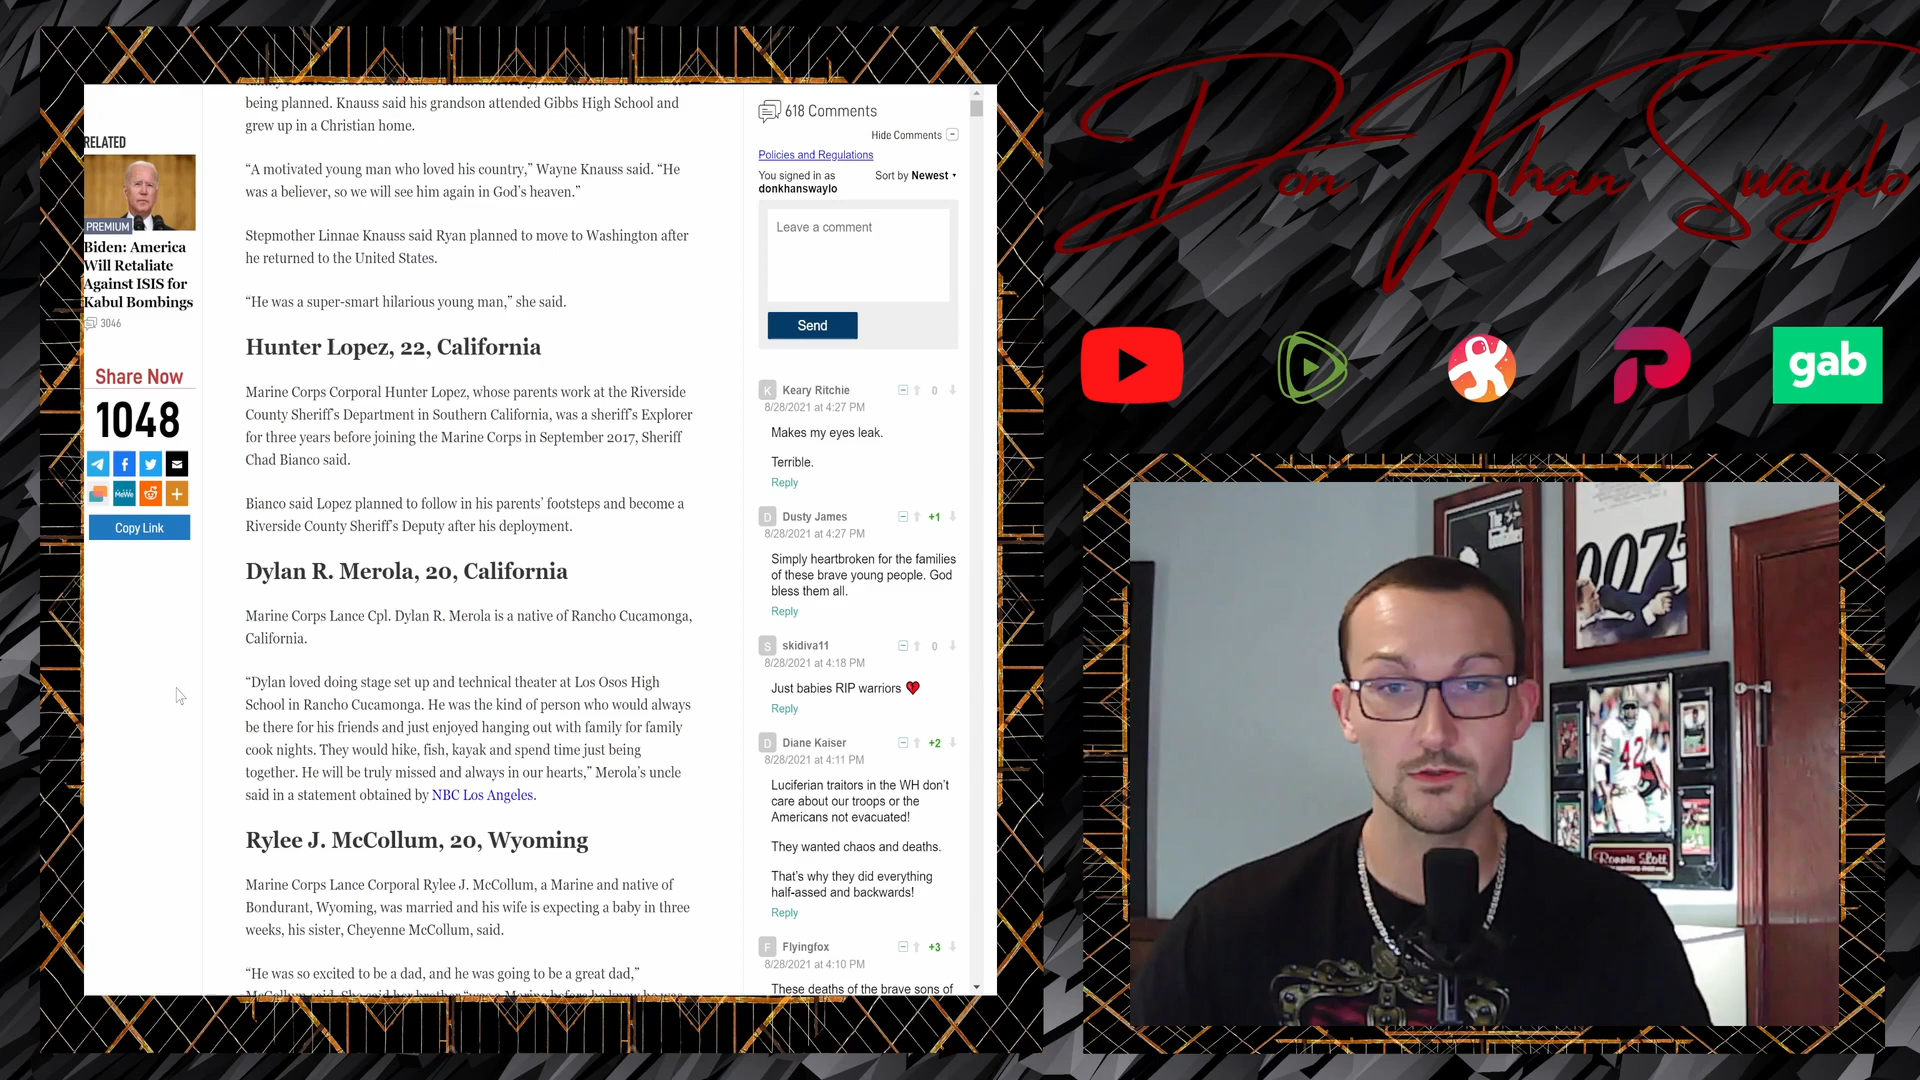 Don Khan Swaylo
gab
RELATED
PREMIUM
Biden: America
Will Retaliate
Against ISIS for
Kabul Bombings
3046
Share Now
1048
MeWe
Copy Link
being planned. Knauss said his grandson attended Gibbs High School and
grew up in a Christian home.
“A motivated young man who loved his country,” Wayne Knauss said. “He
was a believer, so we will see him again in God’s heaven.”
Stepmother Linnae Knauss said Ryan planned to move to Washington after
he returned to the United States.
“He was a super-smart hilarious young man,” she said.
Hunter Lopez, 22, California
Marine Corps Corporal Hunter Lopez, whose parents work at the Riverside
County Sheriff’s Department in Southern California, was a sheriff’s Explorer
for three years before joining the Marine Corps in September 2017, Sheriff
Chad Bianco said.
Bianco said Lopez planned to follow in his parents’ footsteps and become a
Riverside County Sheriff’s Deputy after his deployment.
Dylan R. Merola, 20, California
Marine Corps Lance Cpl. Dylan R. Merola is a native of Rancho Cucamonga,
California.
“Dylan loved doing stage set up and technical theater at Los Osos High
School in Rancho Cucamonga. He was the kind of person who would always
be there for his friends and just enjoyed hanging out with family for family
cook nights. They would hike, fish, kayak and spend time just being
together. He will be truly missed and always in our hearts,” Merola’s uncle
said in a statement obtained by NBC Los Angeles.
Rylee J. McCollum, 20, Wyoming
Marine Corps Lance Corporal Rylee J. McCollum, a Marine and native of
Bondurant, Wyoming, was married and his wife is expecting a baby in three
weeks, his sister, Cheyenne McCollum, said.
“He was so excited to be a dad, and he was going to be a great dad,”
618 Comments
Hide Comments
Policies and Regulations
You signed in as
donkhanswaylo
Sort by Newest
Leave a comment
Send
K Keary Ritchie 0
8/28/2021 at 4:27 PM
Makes my eyes leak.
Terrible.
Reply
D Dusty James +1
8/28/2021 at 4:27 PM
Simply heartbroken for the families
of these brave young people. God
bless them all.
Reply
S skidiva11 0
8/28/2021 at 4:18 PM
Just babies RIP warriors
Reply
D Diane Kaiser +2
8/28/2021 at 4:11 PM
Luciferian traitors in the WH don’t
care about our troops or the
Americans not evacuated!
They wanted chaos and deaths.
That’s why they did everything
half-assed and backwards!
Reply
F Flyingfox +3
8/28/2021 at 4:10 PM
These deaths of the brave sons of
007
42
Ronnie Lott